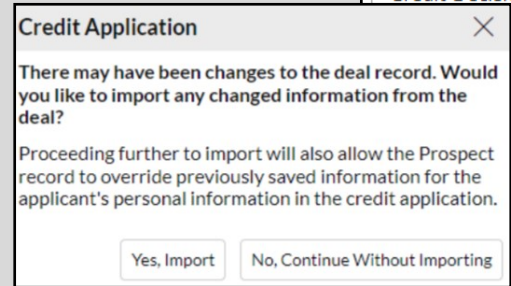 Credit Application
There may have been changes to the deal record. Would
you like to import any changed information from the
deal?
Proceeding further to import will also allow the Prospect
record to override previously saved information for the
applicant's personal information in the credit application.
Yes, Import
No, Continue Without Importing